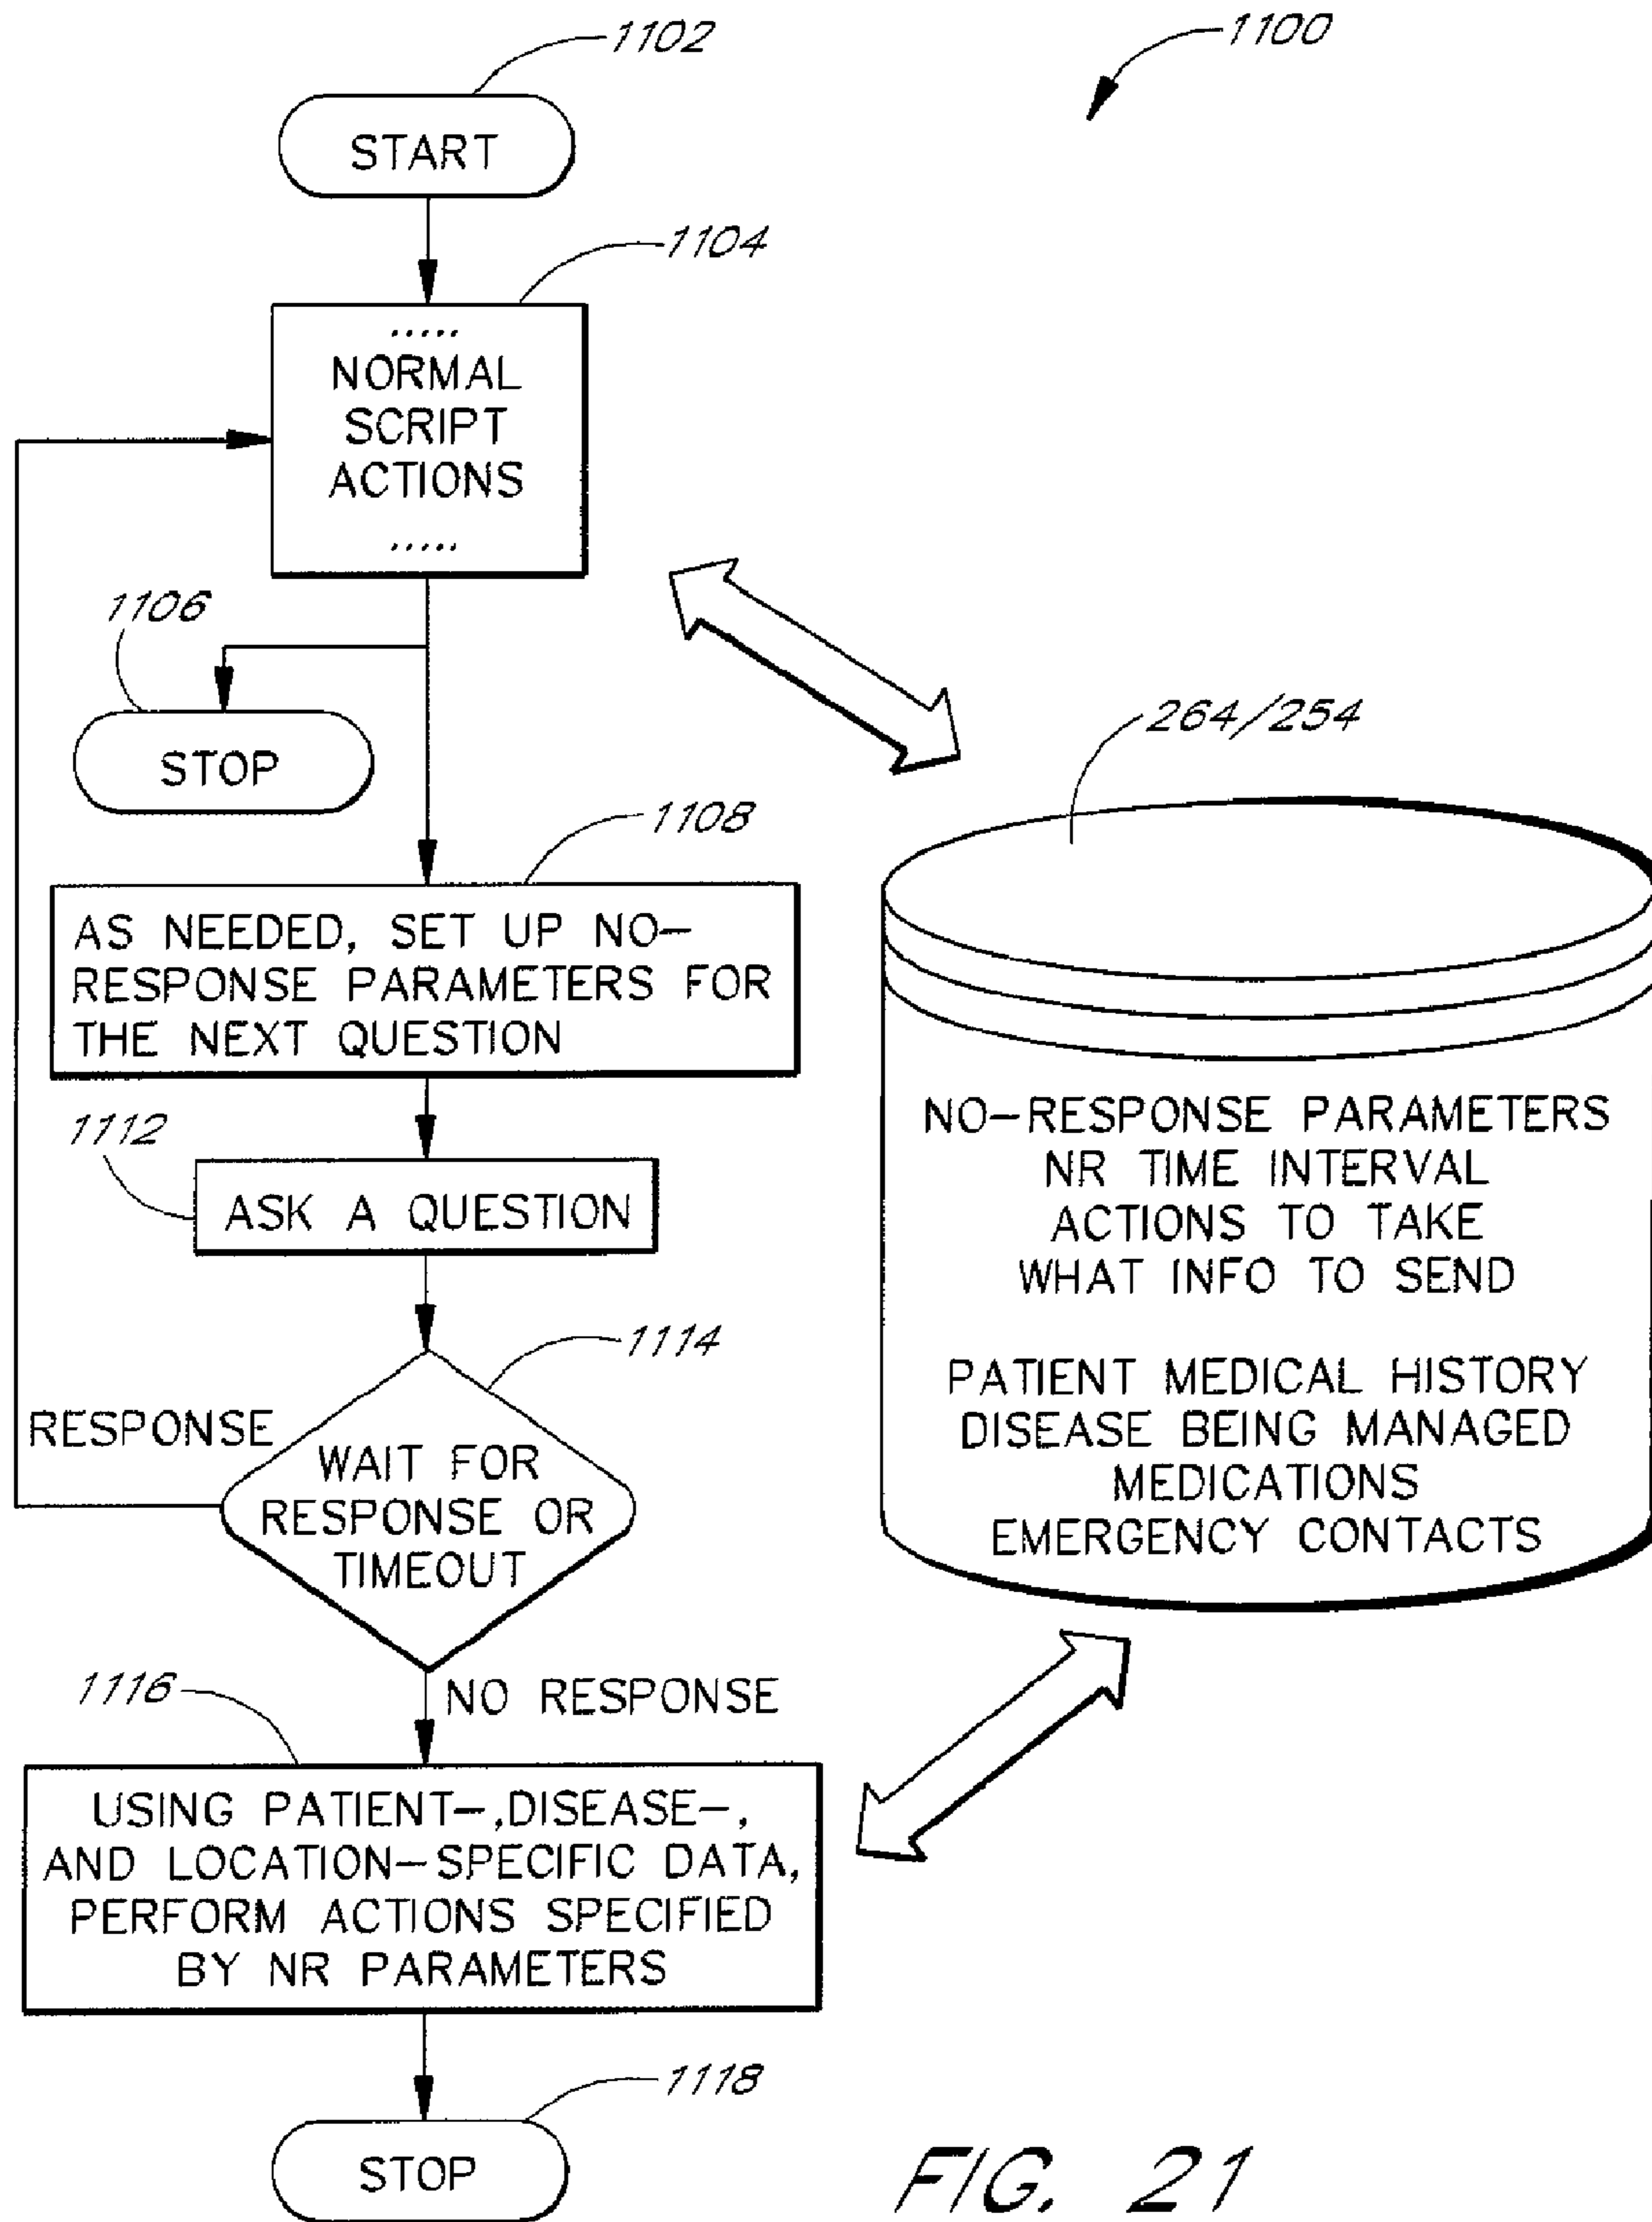 1102
1100
START
1104
.....
NORMAL
SCRIPT
ACTIONS
.....
1106
STOP
264/254
1108
AS NEEDED, SET UP NO-
RESPONSE PARAMETERS FOR
THE NEXT QUESTION
1112
ASK A QUESTION
NO-RESPONSE PARAMETERS
NR TIME INTERVAL
ACTIONS TO TAKE
WHAT INFO TO SEND
PATIENT MEDICAL HISTORY
DISEASE BEING MANAGED
MEDICATIONS
EMERGENCY CONTACTS
1114
RESPONSE
WAIT FOR
RESPONSE OR
TIMEOUT
1116
NO RESPONSE
USING PATIENT-,DISEASE-,
AND LOCATION-SPECIFIC DATA,
PERFORM ACTIONS SPECIFIED
BY NR PARAMETERS
1118
STOP
FIG. 21